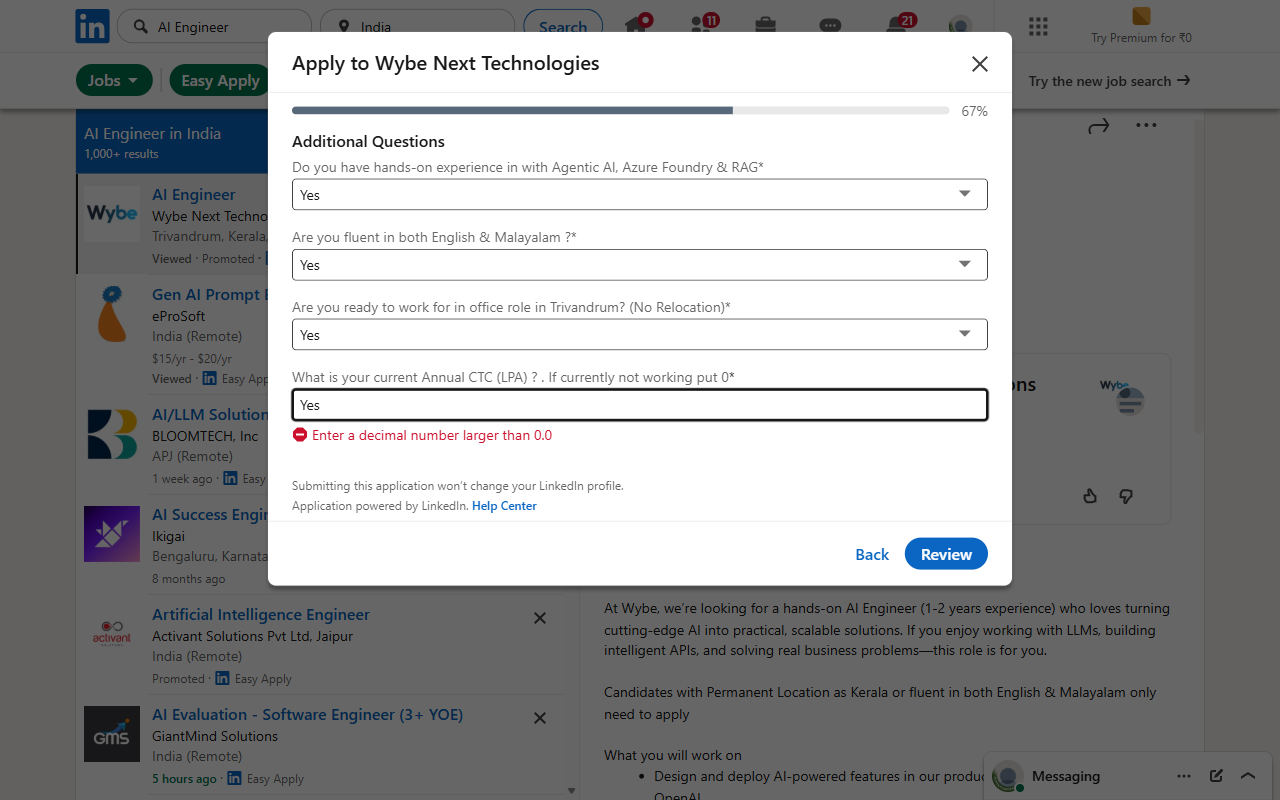 in
AI Engineer
India
Search
11
21
Try Premium for ₹0
Jobs
Easy Apply
Try the new job search
Apply to Wybe Next Technologies
67%
Additional Questions
Do you have hands-on experience in with Agentic AI, Azure Foundry & RAG*
Yes
Are you fluent in both English & Malayalam ?*
Yes
Are you ready to work for in office role in Trivandrum? (No Relocation)*
Yes
What is your current Annual CTC (LPA) ? . If currently not working put 0*
Yes
Enter a decimal number larger than 0.0
Submitting this application won't change your LinkedIn profile.
Application powered by LinkedIn. Help Center
Back
Review
AI Engineer in India
1,000+ results
Wybe
AI Engineer
Wybe Next Techno
Trivandrum, Kerala,
Viewed · Promoted ·
Gen AI Prompt E
eProSoft
India (Remote)
$15/yr - $20/yr
Viewed · in Easy App
AI/LLM Solution
BLOOMTECH, Inc
APJ (Remote)
1 week ago · in Easy
AI Success Engin
Ikigai
Bengaluru, Karnata
8 months ago
activant
Artificial Intelligence Engineer
Activant Solutions Pvt Ltd, Jaipur
India (Remote)
Promoted · in Easy Apply
GMS
AI Evaluation - Software Engineer (3+ YOE)
GiantMind Solutions
India (Remote)
5 hours ago · in Easy Apply
ons
Wybe
At Wybe, we're looking for a hands-on AI Engineer (1-2 years experience) who loves turning
cutting-edge AI into practical, scalable solutions. If you enjoy working with LLMs, building
intelligent APIs, and solving real business problems—this role is for you.
Candidates with Permanent Location as Kerala or fluent in both English & Malayalam only
need to apply
What you will work on
• Design and deploy AI-powered features in our produc
OpenAI
Messaging